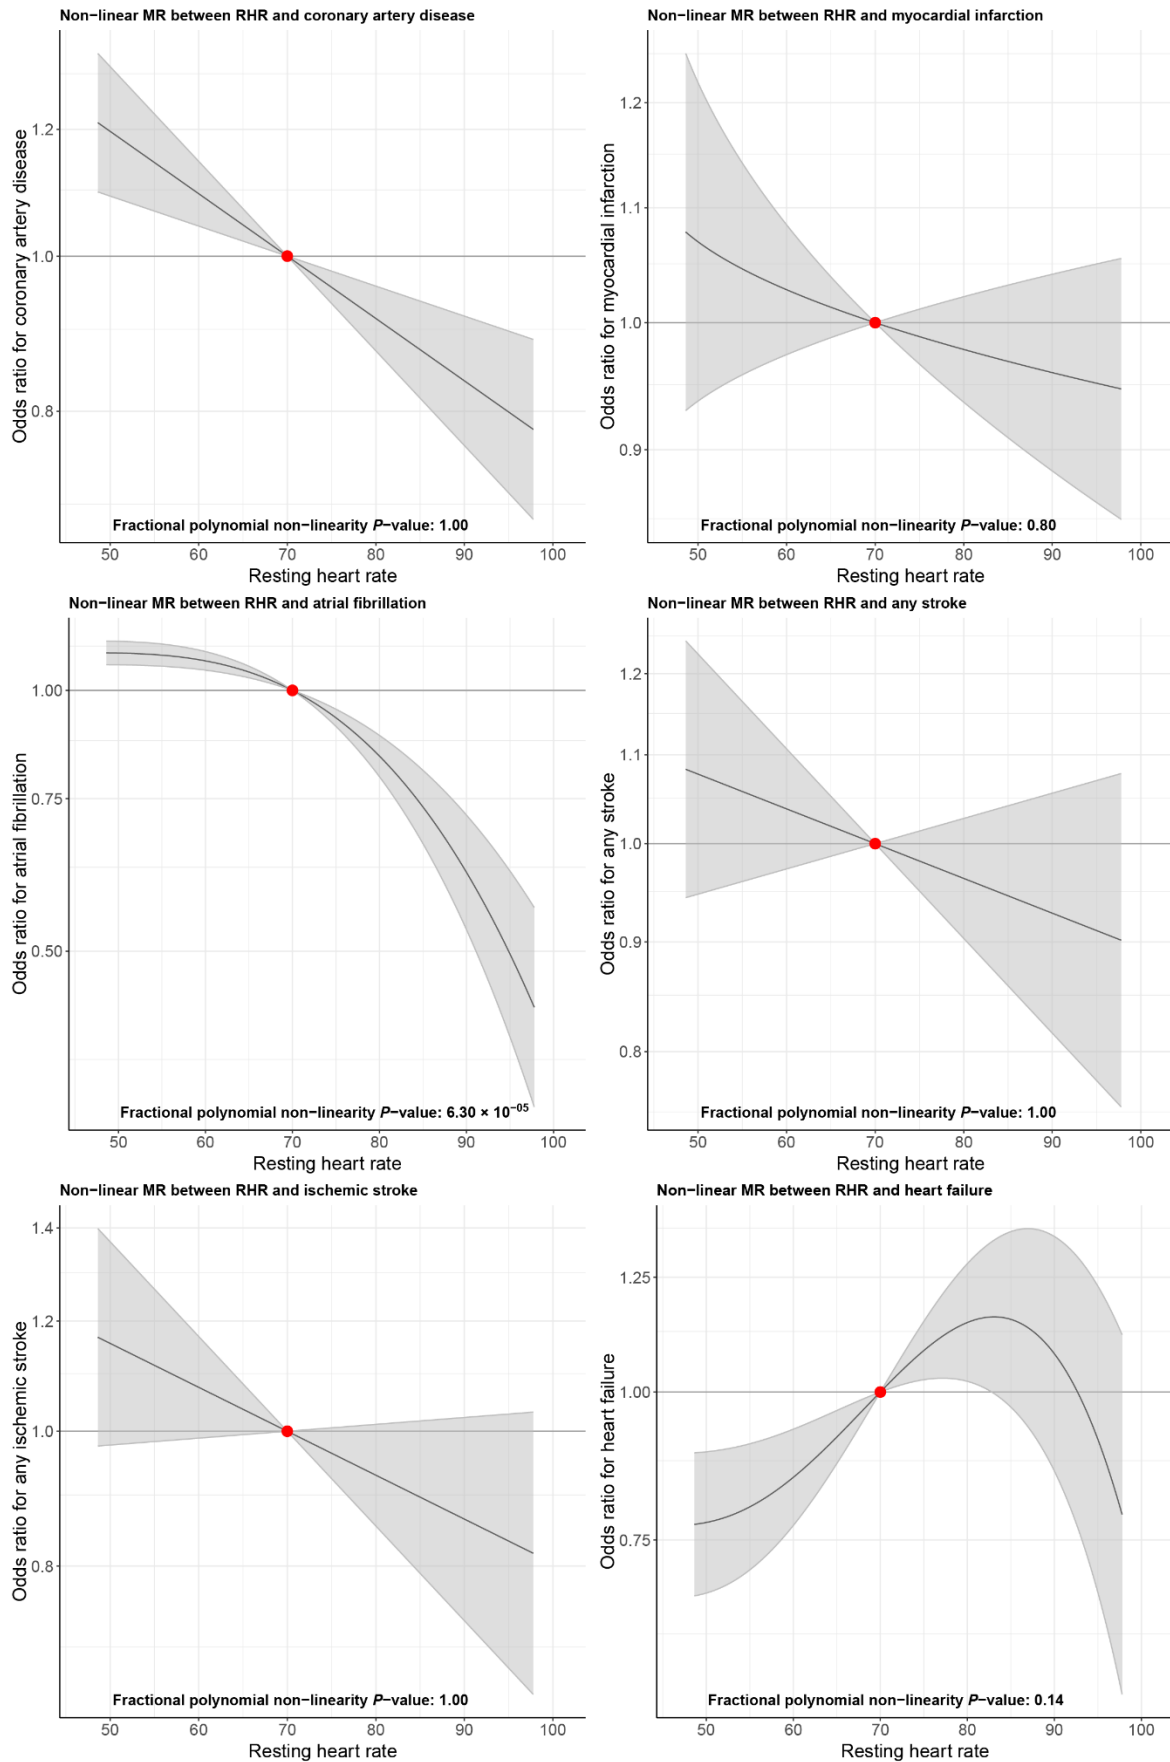 Non−linear MR between RHR and coronary artery disease
Odds ratio for coronary artery disease
1.2
1.0
0.8
Fractional polynomial non−linearity P−value: 1.00
50 60 70 80 90 100
Resting heart rate
Non−linear MR between RHR and myocardial infarction
Odds ratio for myocardial infarction
1.2
1.1
1.0
0.9
Fractional polynomial non−linearity P−value: 0.80
50 60 70 80 90 100
Resting heart rate
Non−linear MR between RHR and atrial fibrillation
Odds ratio for atrial fibrillation
1.00
0.75
0.50
Fractional polynomial non−linearity P−value: 6.30 × 10⁻⁰⁵
50 60 70 80 90 100
Resting heart rate
Non−linear MR between RHR and any stroke
Odds ratio for any stroke
1.2
1.1
1.0
0.9
0.8
Fractional polynomial non−linearity P−value: 1.00
50 60 70 80 90 100
Resting heart rate
Non−linear MR between RHR and ischemic stroke
Odds ratio for any ischemic stroke
1.4
1.2
1.0
0.8
Fractional polynomial non−linearity P−value: 1.00
50 60 70 80 90 100
Resting heart rate
Non−linear MR between RHR and heart failure
Odds ratio for heart failure
1.25
1.00
0.75
Fractional polynomial non−linearity P−value: 0.14
50 60 70 80 90 100
Resting heart rate